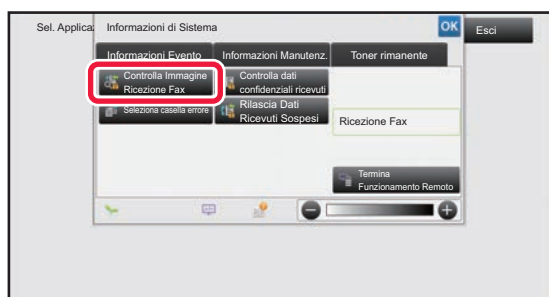 Sel. Applica
Informazioni di Sistema
OK
Esci
Informazioni Evento
Informazioni Manutenz.
Toner rimanente
Controlla Immagine
Ricezione Fax
Controlla dati
confidenziali ricevuti
Seleziona casella errore
Rilascia Dati
Ricevuti Sospesi
Ricezione Fax
Termina
Funzionamento Remoto